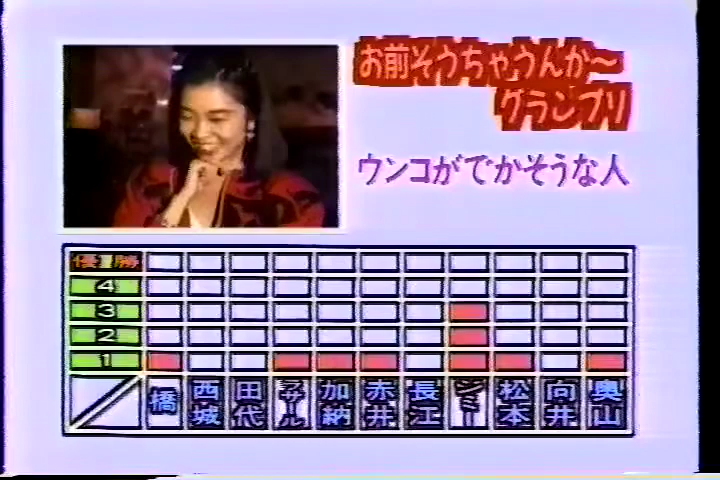 お前そうちゃうんか〜
グランプリ
ウンコがでかそうな人
優勝
4
3
2
1
橋 西城 田代 スサール 加納 赤井 長江 ジミー 松本 向井 奥山